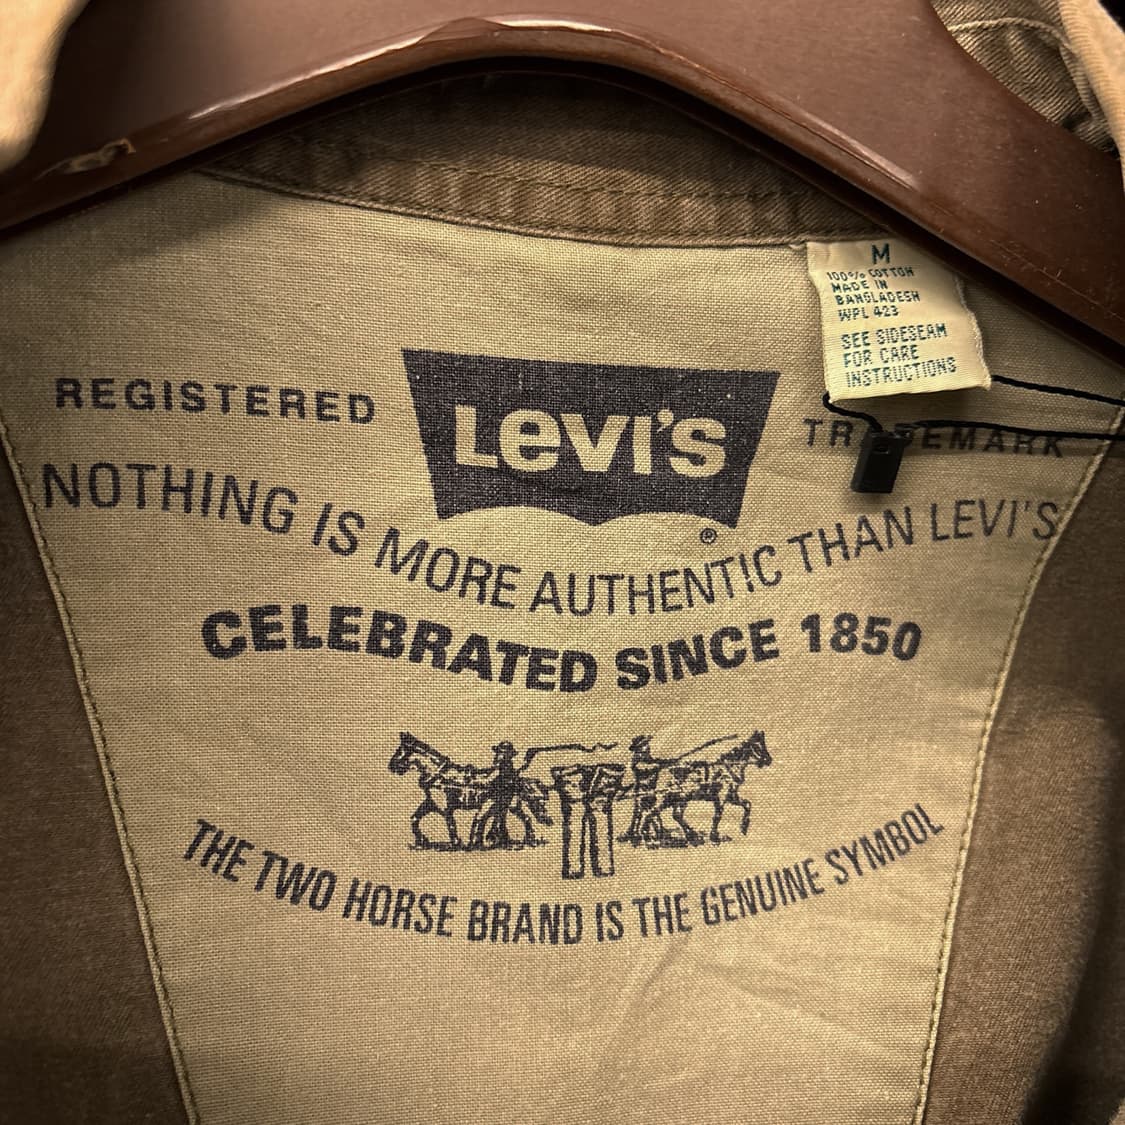 M
100% COTTON
MADE IN
BANGLADESH
WPL 423
SEE SIDESEAM
FOR CARE
INSTRUCTIONS
REGISTERED LEVI'S TRADEMARK
®
NOTHING IS MORE AUTHENTIC THAN LEVI'S
CELEBRATED SINCE 1850
THE TWO HORSE BRAND IS THE GENUINE SYMBOL